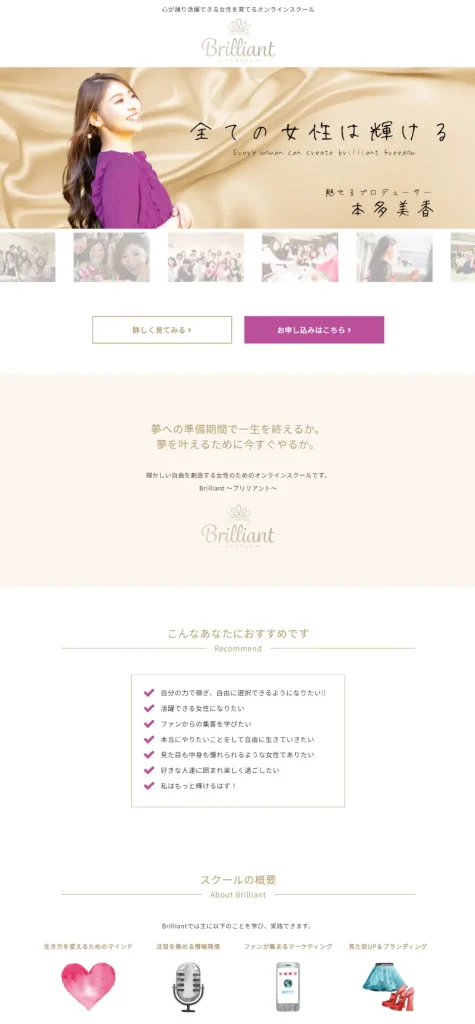 心が踊り活躍できる女性を育てるオンラインスクール
Brilliant
全ての女性は輝ける
Every woman can create brilliant freedom
魅せるプロデューサー
本多美香
詳しく見てみる
お申し込みはこちら
夢への準備期間で一生を終えるか。
夢を叶えるために今すぐやるか。
輝かしい自由を創造する女性のためのオンラインスクールです。
Brilliant 〜ブリリアント〜
Brilliant
こんなあなたにおすすめです
Recommend
自分の力で稼ぎ、自由に選択できるようになりたい!!
活躍できる女性になりたい
ファンからの集客を学びたい
本当にやりたいことをして自由に生きていきたい
見た目も中身も憧れられるような女性でありたい
好きな人達に囲まれ楽しく過ごしたい
私はもっと輝けるはず！
スクールの概要
About Brilliant
Brilliantでは主に以下のことを学び、実践できます。
生き方を変えるためのマインド
注目を集める情報発信
ファンが集まるマーケティング
見た目UP＆ブランディング